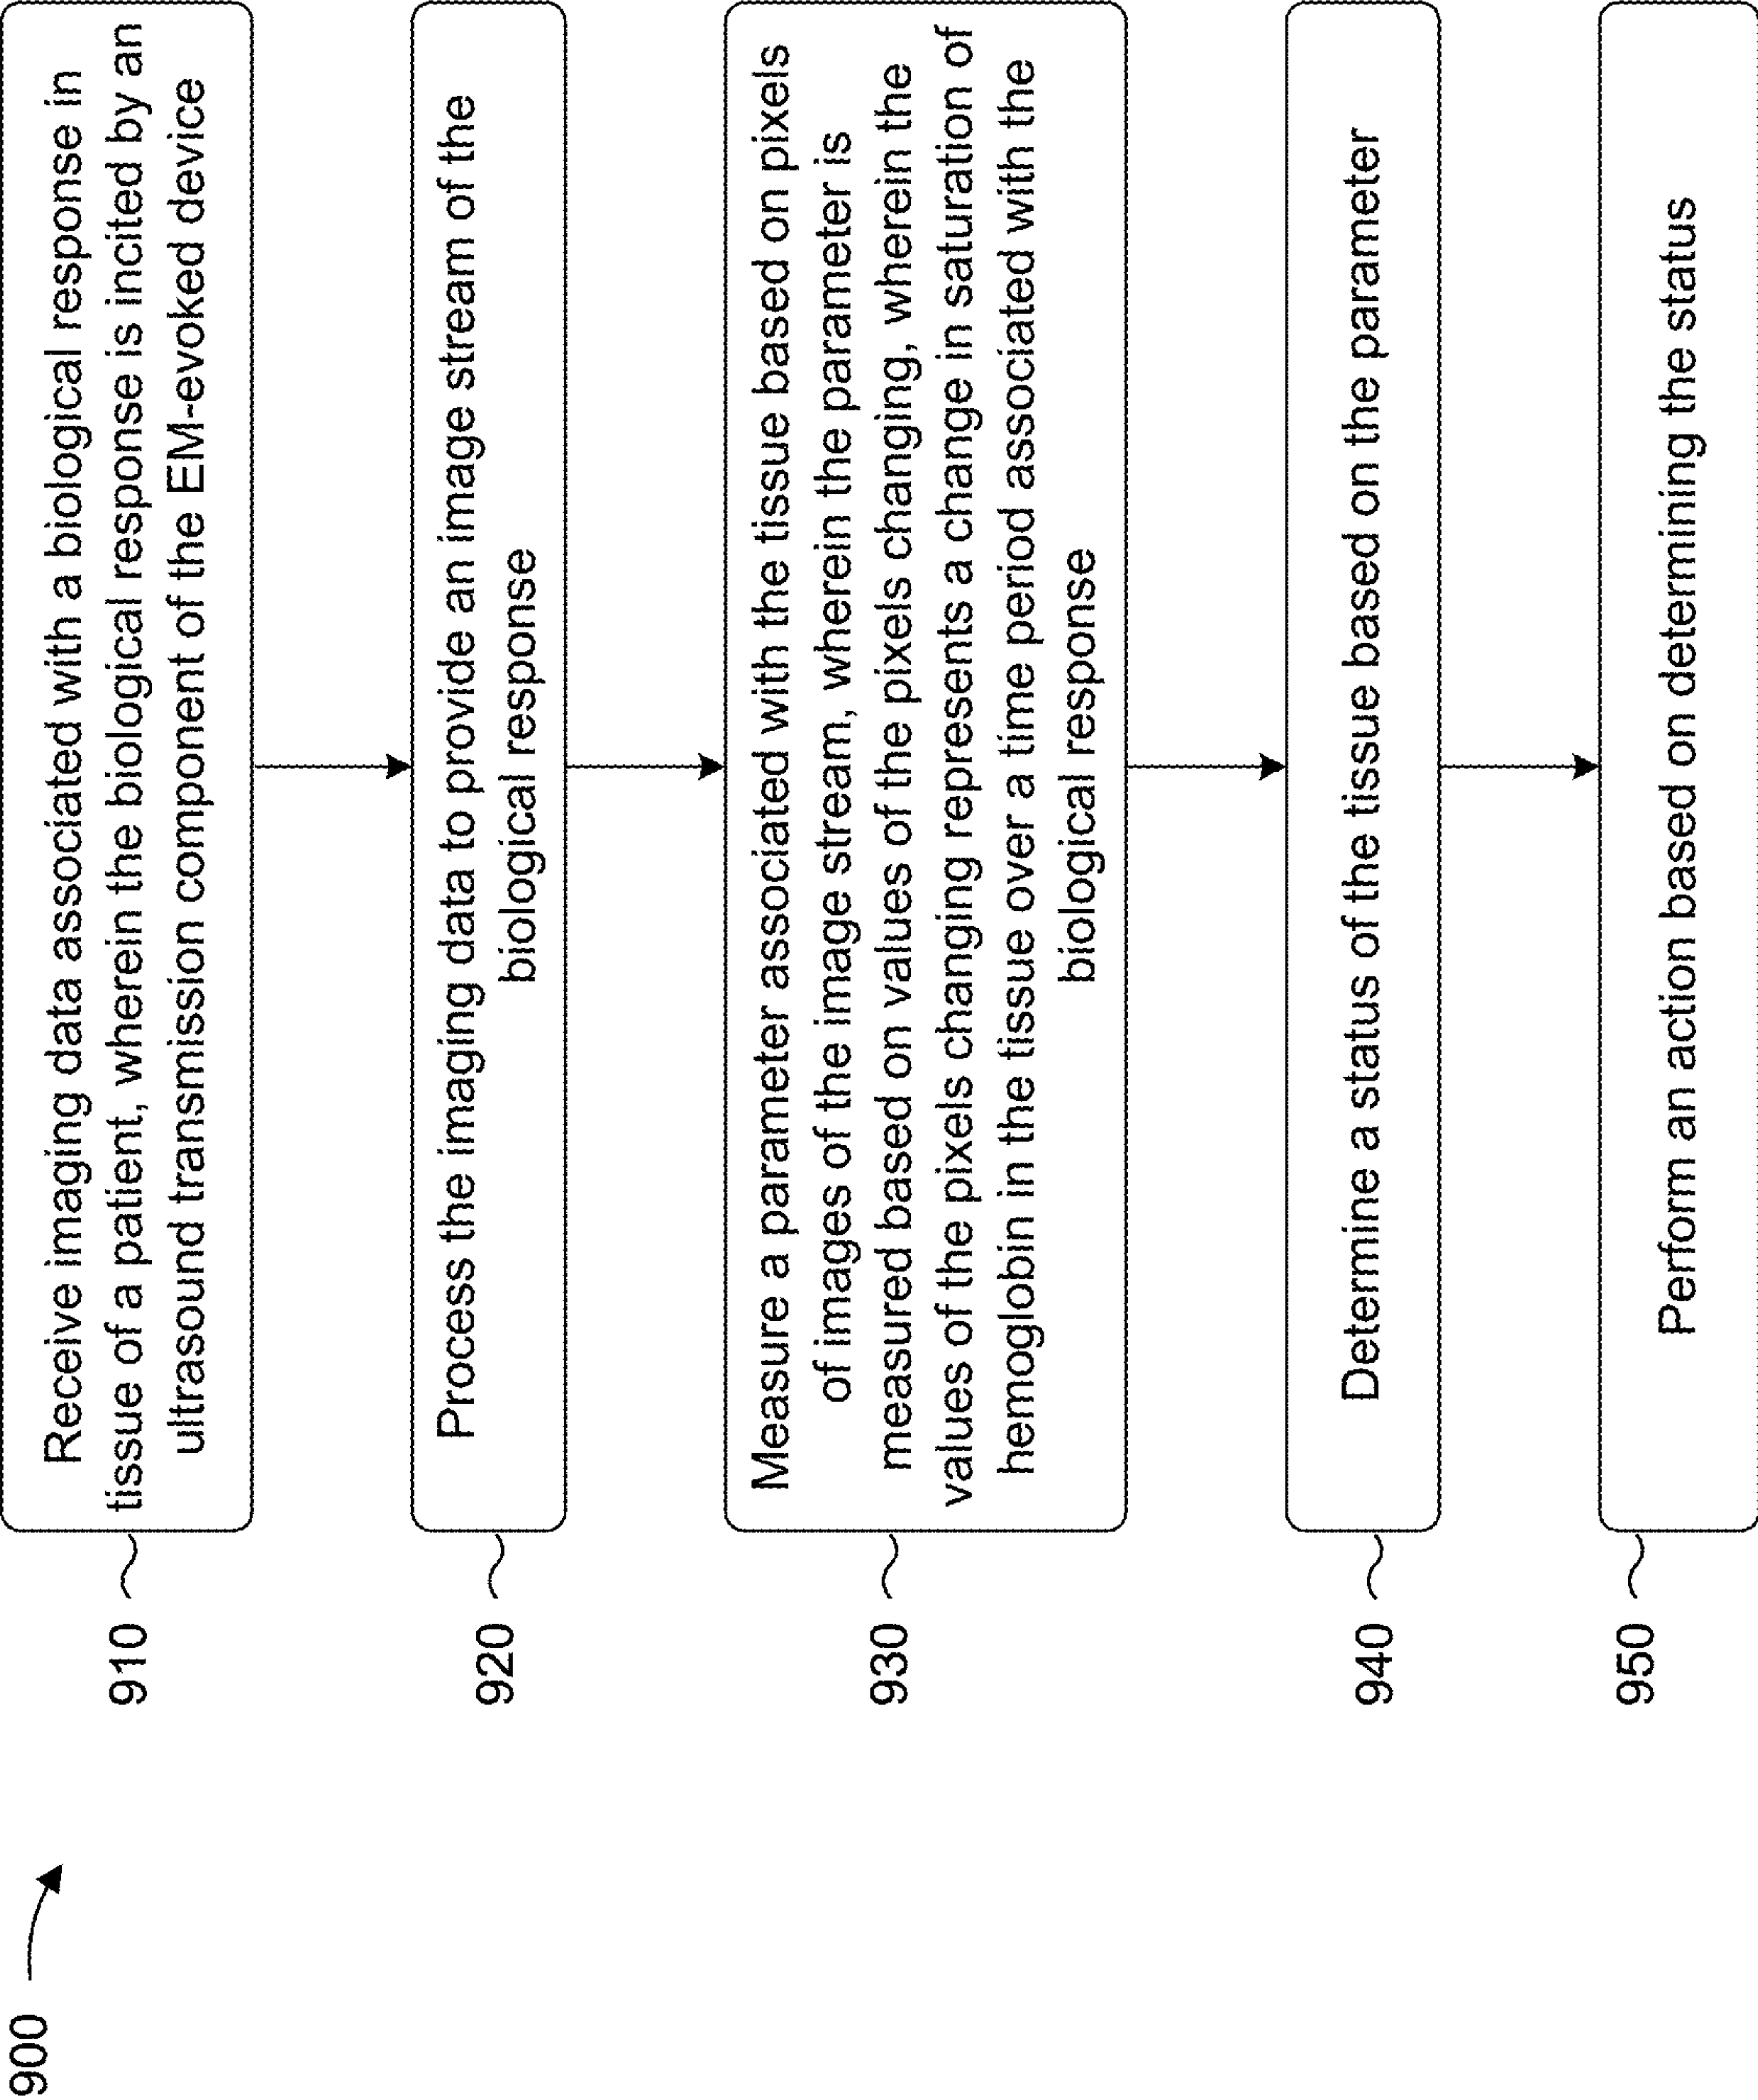 900
910
Receive imaging data associated with a biological response in
tissue of a patient, wherein the biological response is incited by an
ultrasound transmission component of the EM-evoked device
920
Process the imaging data to provide an image stream of the
biological response
930
Measure a parameter associated with the tissue based on pixels
of images of the image stream, wherein the parameter is
measured based on values of the pixels changing, wherein the
values of the pixels changing represents a change in saturation of
hemoglobin in the tissue over a time period associated with the
biological response
940
Determine a status of the tissue based on the parameter
950
Perform an action based on determining the status